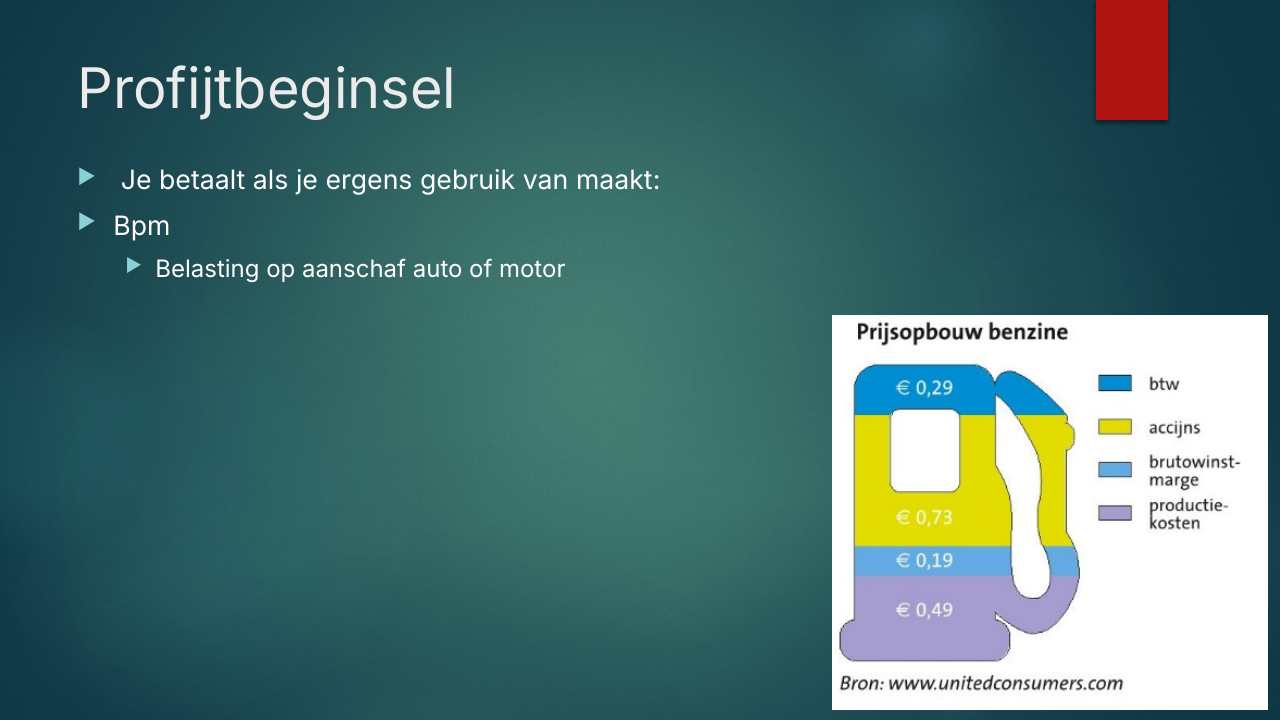 Profijtbeginsel
Je betaalt als je ergens gebruik van maakt:
Bpm
Belasting op aanschaf auto of motor
Prijsopbouw benzine
€ 0,29
€ 0,73
€ 0,19
€ 0,49
btw
accijns
brutowinst-
marge
productie-
kosten
Bron: www.unitedconsumers.com